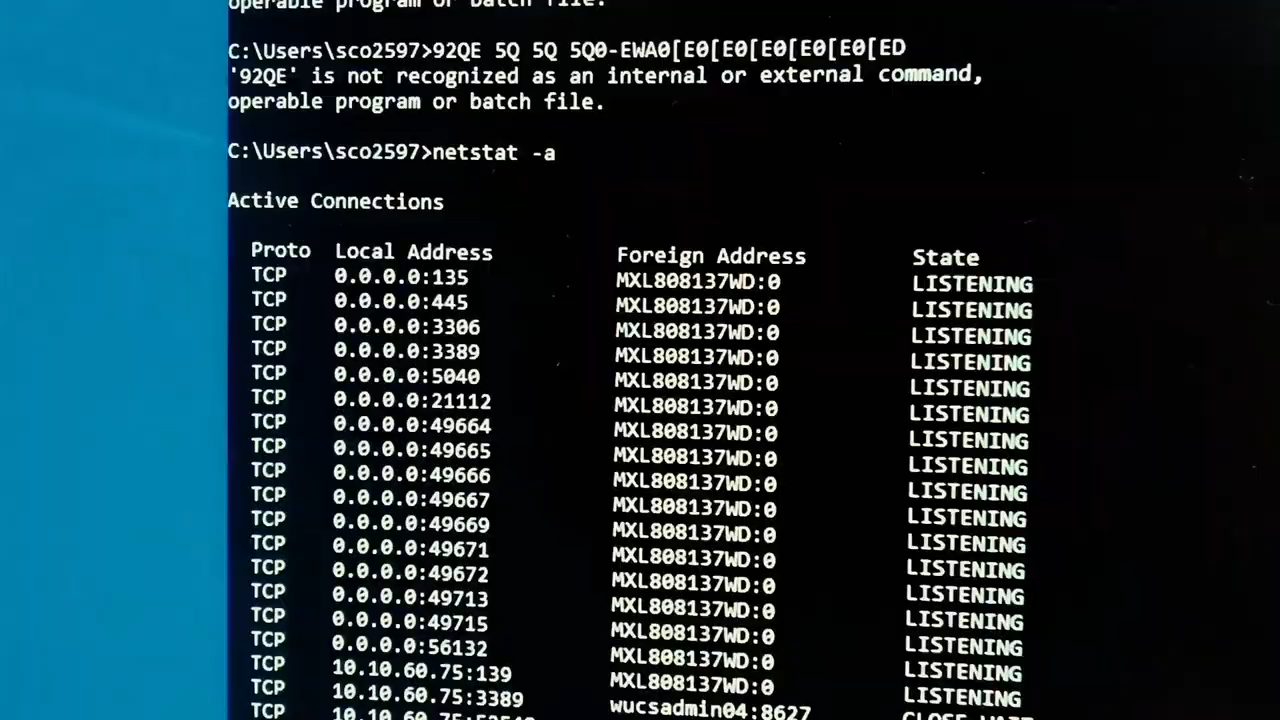 operable program or batch file.
C:\Users\sco2597>92QE 5Q 5Q 5Q0-EWA0[E0[E0[E0[E0[E0[ED
'92QE' is not recognized as an internal or external command,
operable program or batch file.
C:\Users\sco2597>netstat -a
Active Connections
Proto Local Address Foreign Address State
TCP 0.0.0.0:135 MXL808137WD:0 LISTENING
TCP 0.0.0.0:445 MXL808137WD:0 LISTENING
TCP 0.0.0.0:3306 MXL808137WD:0 LISTENING
TCP 0.0.0.0:3389 MXL808137WD:0 LISTENING
TCP 0.0.0.0:5040 MXL808137WD:0 LISTENING
TCP 0.0.0.0:21112 MXL808137WD:0 LISTENING
TCP 0.0.0.0:49664 MXL808137WD:0 LISTENING
TCP 0.0.0.0:49665 MXL808137WD:0 LISTENING
TCP 0.0.0.0:49666 MXL808137WD:0 LISTENING
TCP 0.0.0.0:49667 MXL808137WD:0 LISTENING
TCP 0.0.0.0:49669 MXL808137WD:0 LISTENING
TCP 0.0.0.0:49671 MXL808137WD:0 LISTENING
TCP 0.0.0.0:49672 MXL808137WD:0 LISTENING
TCP 0.0.0.0:49713 MXL808137WD:0 LISTENING
TCP 0.0.0.0:49715 MXL808137WD:0 LISTENING
TCP 0.0.0.0:56132 MXL808137WD:0 LISTENING
TCP 10.10.60.75:139 MXL808137WD:0 LISTENING
TCP 10.10.60.75:3389 wucsadmin04:8627
TCP